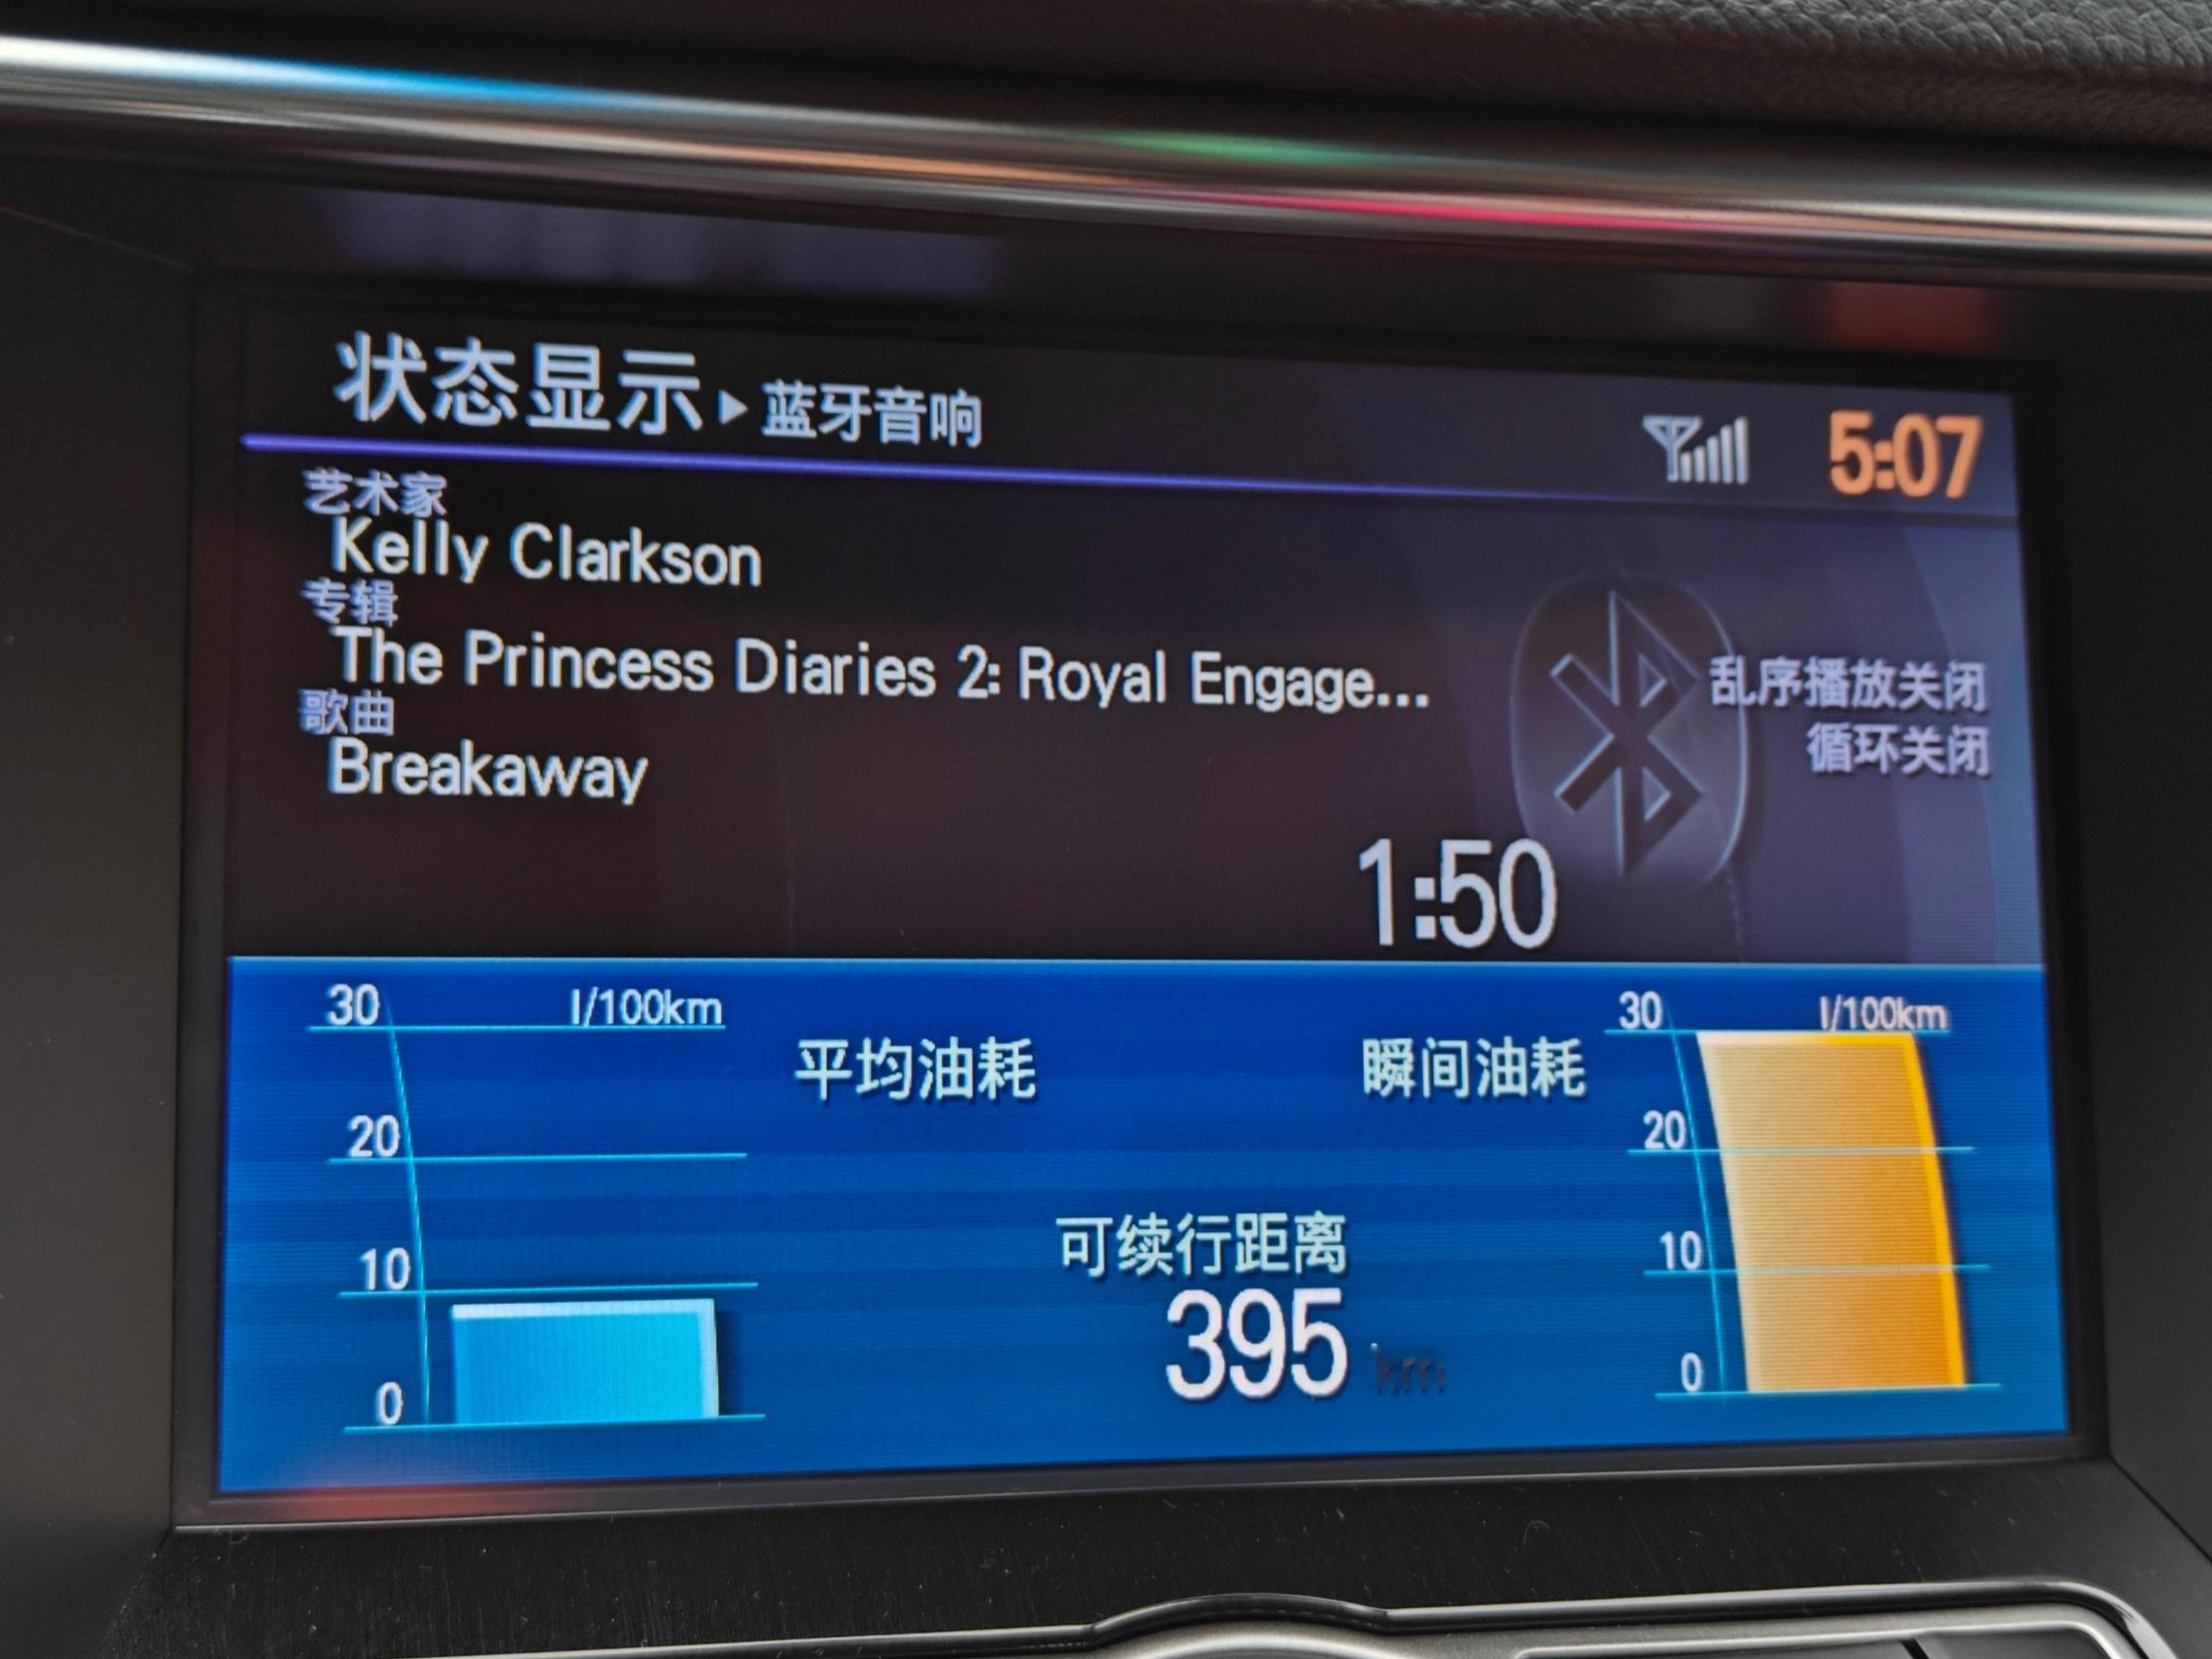 状态显示▶蓝牙音响
5:07
艺术家
Kelly Clarkson
专辑
The Princess Diaries 2: Royal Engage...
歌曲
Breakaway
乱序播放关闭
循环关闭
1:50
30 l/100km
平均油耗
20
10
0
瞬间油耗
30 l/100km
20
10
0
可续行距离
395 km